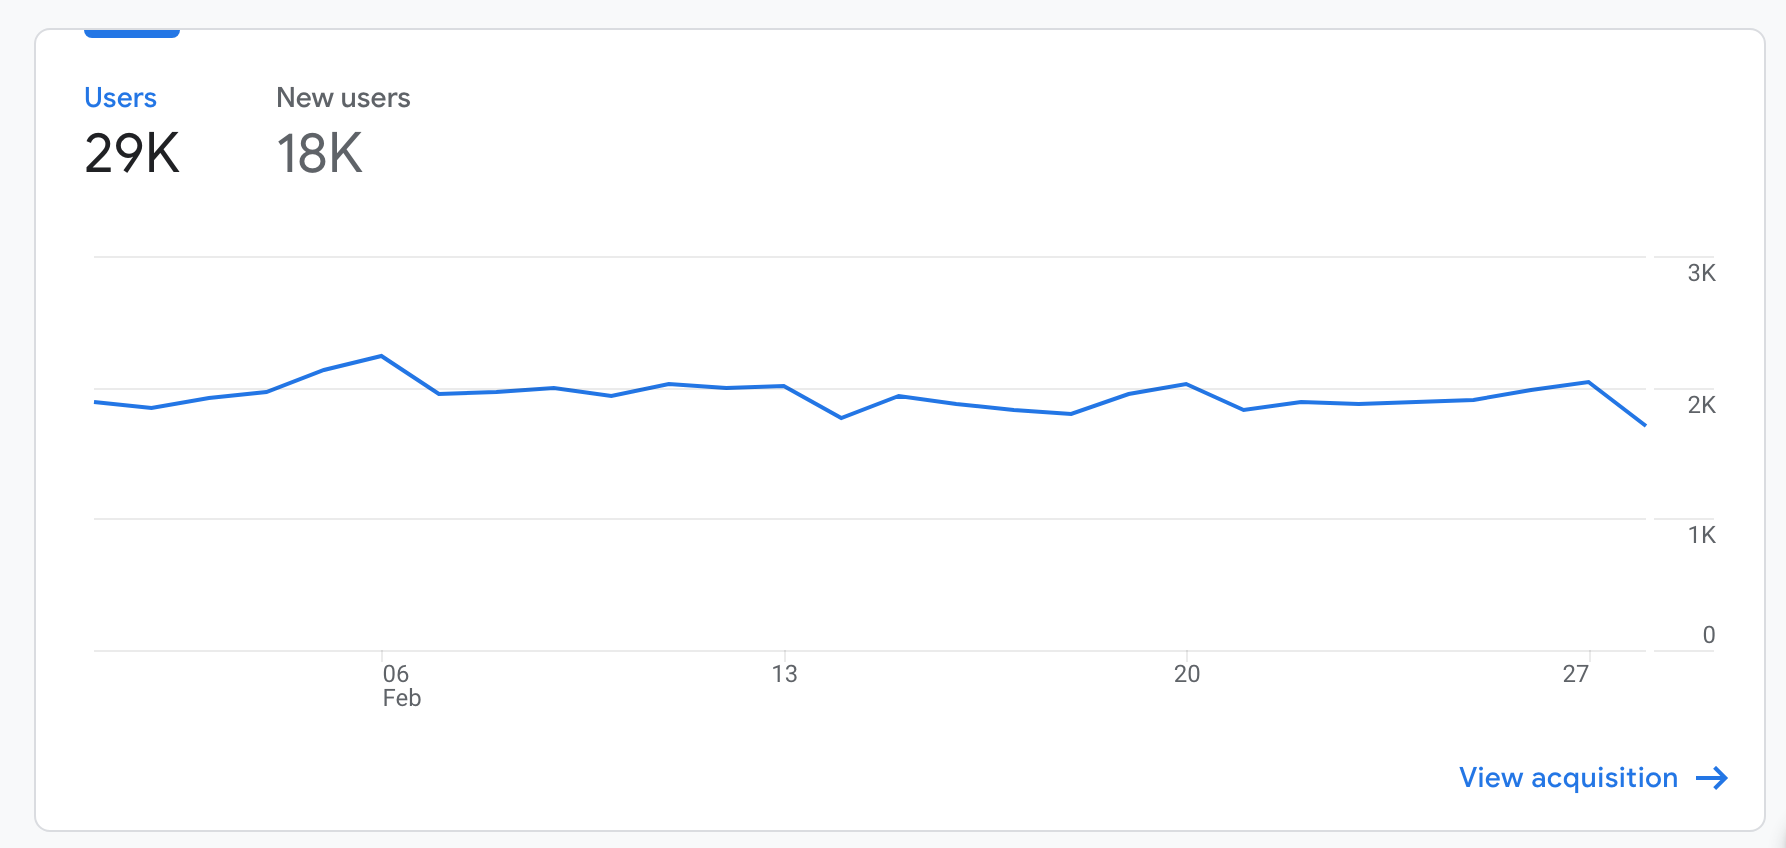 Users
29K
New users
18K
3K
2K
1K
0
06
Feb
13
20
27
View acquisition